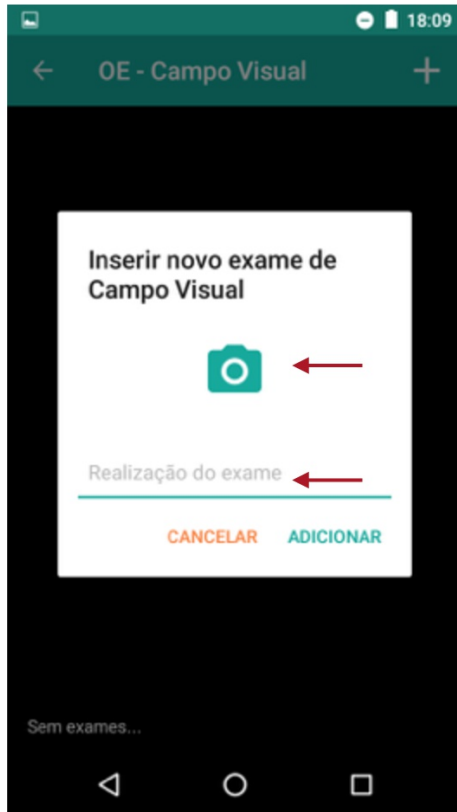 18:09
OE - Campo Visual
Inserir novo exame de
Campo Visual
Realização do exame
CANCELAR ADICIONAR
Sem exames...